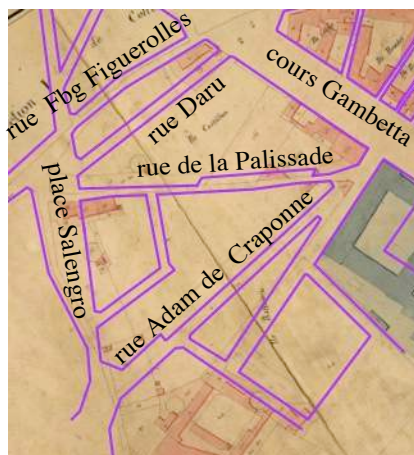 rue Fbg Figuerolles
cours Gambetta
rue Daru
rue de la Palissade
place Salengro
rue Adam de Craponne